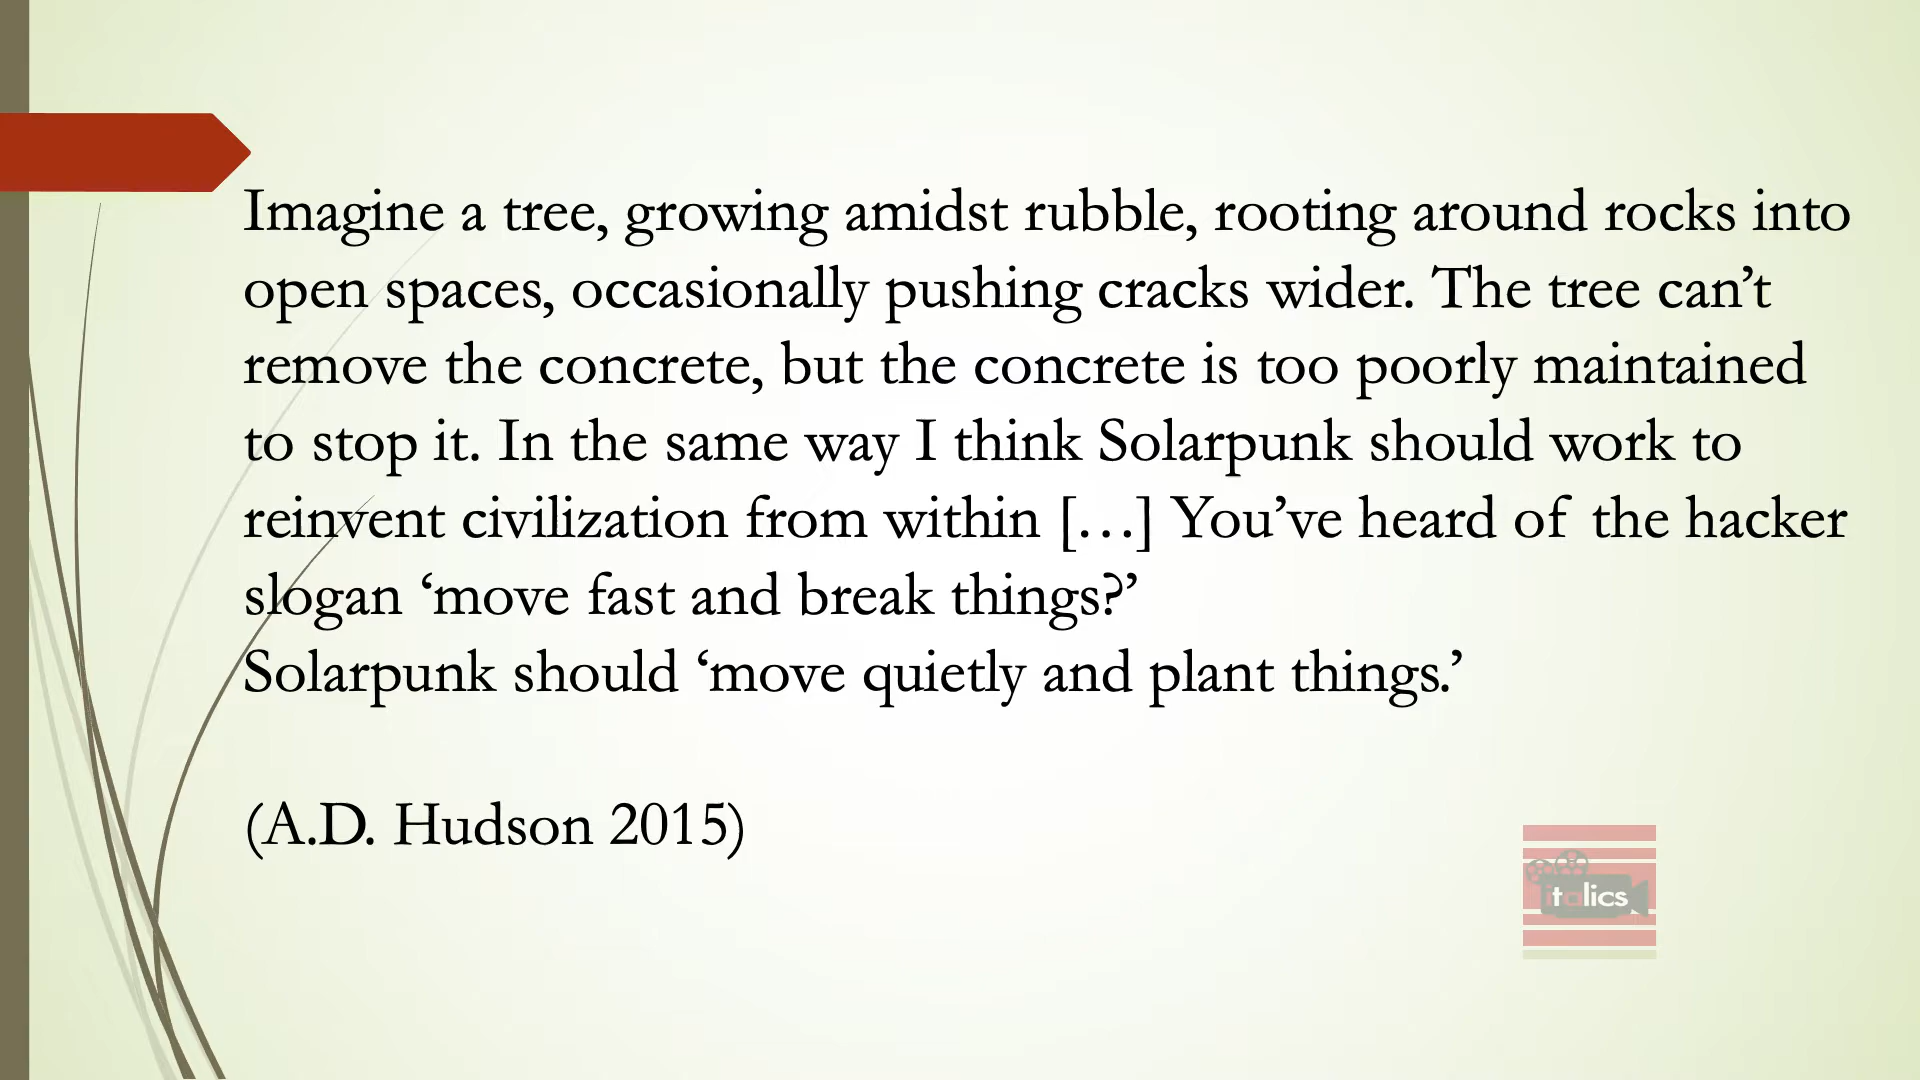 Imagine a tree, growing amidst rubble, rooting around rocks into
open spaces, occasionally pushing cracks wider. The tree can’t
remove the concrete, but the concrete is too poorly maintained
to stop it. In the same way I think Solarpunk should work to
reinvent civilization from within […] You’ve heard of the hacker
slogan ‘move fast and break things?’
Solarpunk should ‘move quietly and plant things.’
(A.D. Hudson 2015)
italics